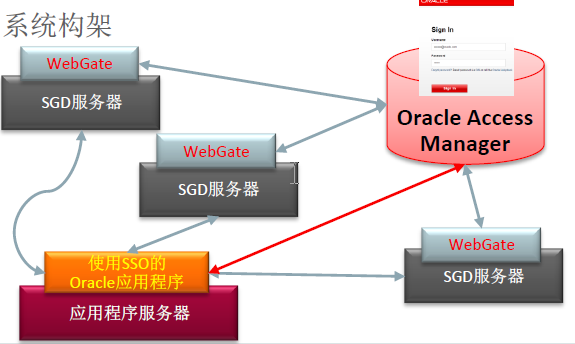 系统构架
ORACLE
Sign In
Username
Password
Sign In
WebGate
SGD服务器
Oracle Access
Manager
WebGate
SGD服务器
WebGate
SGD服务器
使用SSO的
Oracle应用程序
应用程序服务器